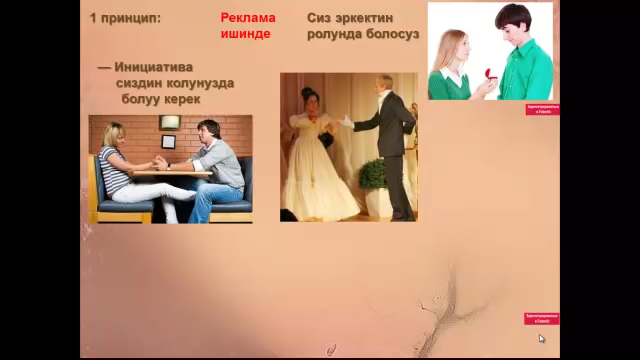 1 принцип:
Реклама
ишинде
Сиз эркектин
ролунда болосуз
— Инициатива
сиздин колунузда
болуу керек